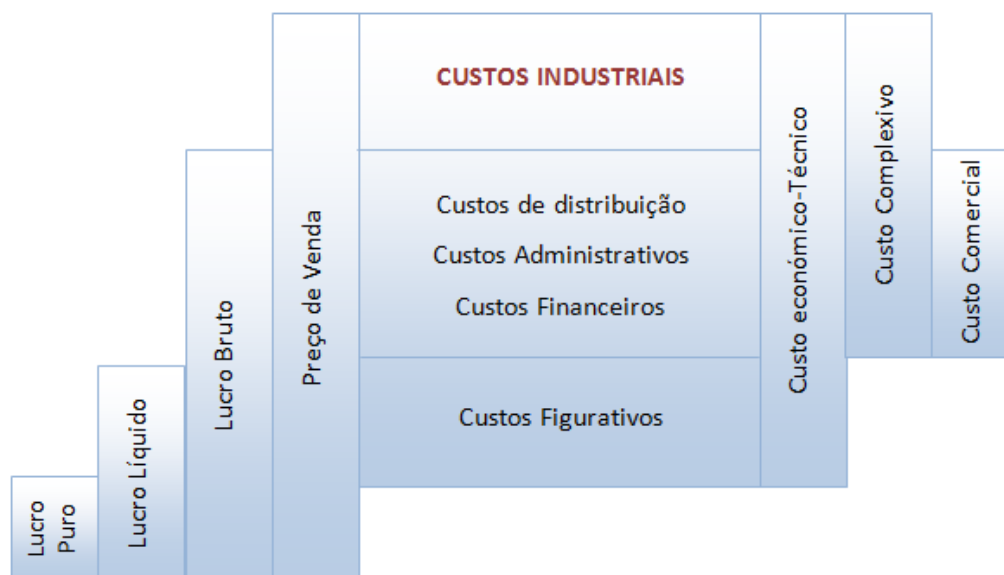 Lucro
Puro
Lucro Líquido
Lucro Bruto
Preço de Venda
CUSTOS INDUSTRIAIS
Custos de distribuição
Custos Administrativos
Custos Financeiros
Custos Figurativos
Custo económico-Técnico
Custo Complexivo
Custo Comercial